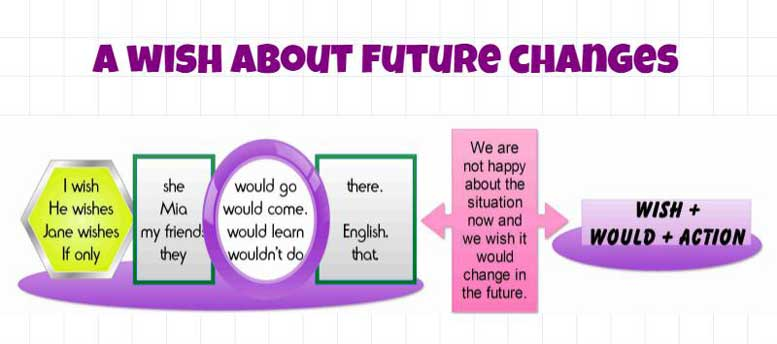 A WISH ABOUT FUTURE CHANGES
I wish she would go there.
He wishes Mia would come.
Jane wishes my friends would learn English.
If only they wouldn't do that.
We are
not happy
about the
situation
now and
we wish it
would
change in
the future.
WISH +
WOULD + ACTION